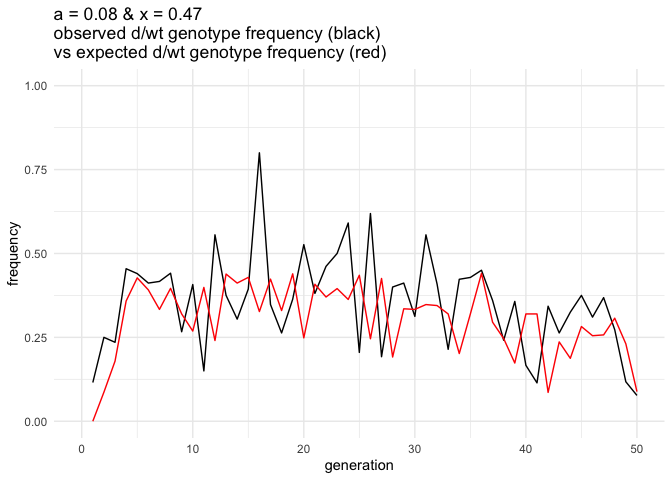 a = 0.08 & x = 0.47
observed d/wt genotype frequency (black)
vs expected d/wt genotype frequency (red)
1.00
0.75
0.50
0.25
0.00
frequency
0 10 20 30 40 50
generation